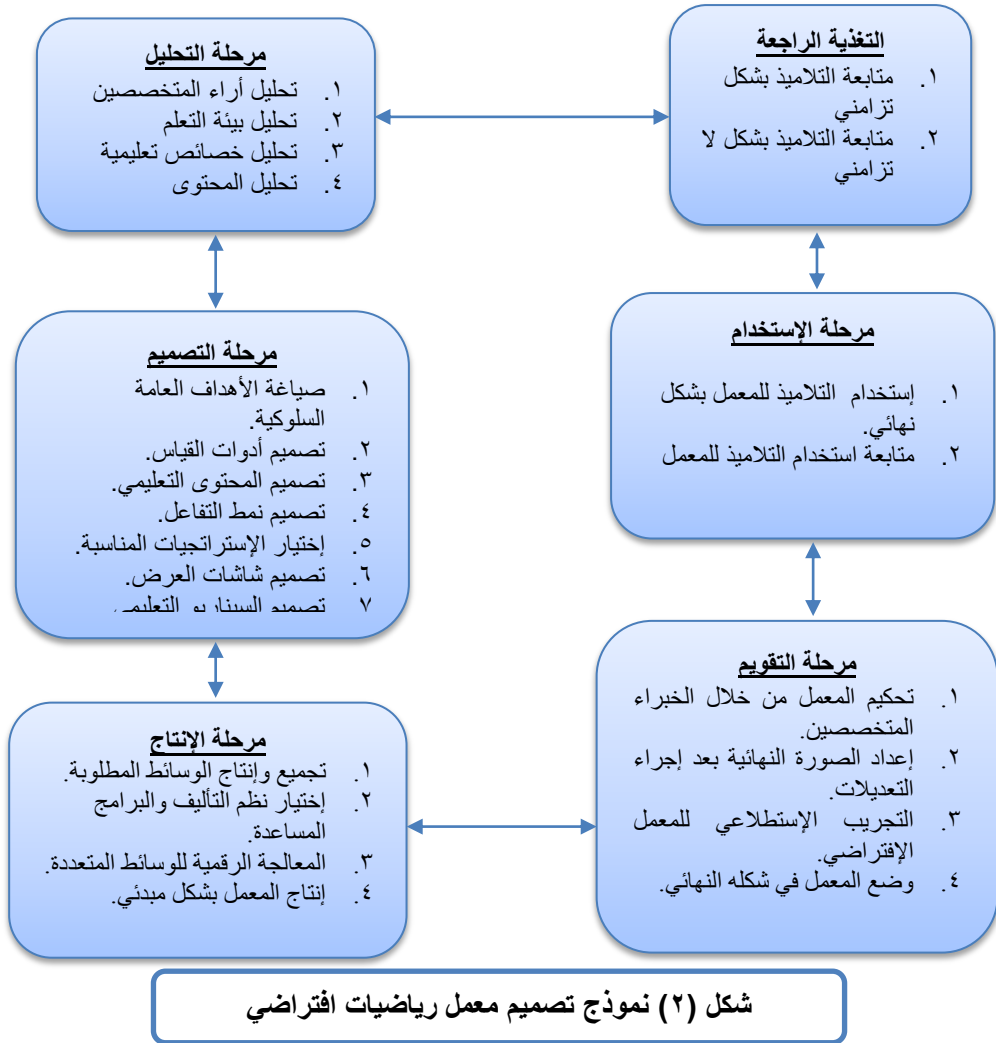 مرحلة التحليل
١. تحليل أراء المتخصصين
٢. تحليل بيئة التعلم
٣. تحليل خصائص تعليمية
٤. تحليل المحتوى
التغذية الراجعة
١. متابعة التلاميذ بشكل
تزامني
٢. متابعة التلاميذ بشكل لا
تزامني
مرحلة التصميم
١. صياغة الأهداف العامة
السلوكية.
٢. تصميم أدوات القياس.
٣. تصميم المحتوى التعليمي.
٤. تصميم نمط التفاعل.
٥. إختيار الإستراتجيات المناسبة.
٦. تصميم شاشات العرض.
٧ تصميم السيناريو التعليمي
مرحلة الإستخدام
١. إستخدام التلاميذ للمعمل بشكل
نهائي.
٢. متابعة استخدام التلاميذ للمعمل
مرحلة الإنتاج
١. تجميع وإنتاج الوسائط المطلوبة.
٢. إختيار نظم التأليف والبرامج
المساعدة.
٣. المعالجة الرقمية للوسائط المتعددة.
٤. إنتاج المعمل بشكل مبدئي.
مرحلة التقويم
١. تحكيم المعمل من خلال الخبراء
المتخصصين.
٢. إعداد الصورة النهائية بعد إجراء
التعديلات.
٣. التجريب الإستطلاعي للمعمل
الإفتراضي.
٤. وضع المعمل في شكله النهائي.
شكل (٢) نموذج تصميم معمل رياضيات افتراضي